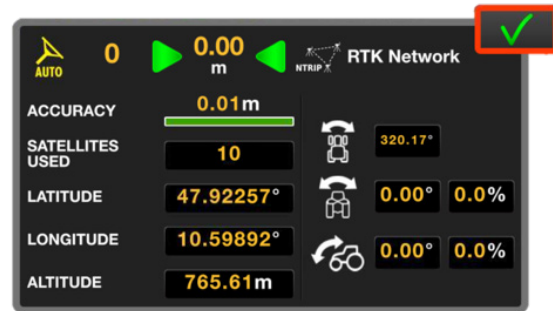 AUTO
0
0.00
m
NTRIP
RTK Network
ACCURACY
0.01m
SATELLITES
USED
10
320.17°
LATITUDE
47.92257°
0.00° 0.0%
LONGITUDE
10.59892°
0.00° 0.0%
ALTITUDE
765.61m